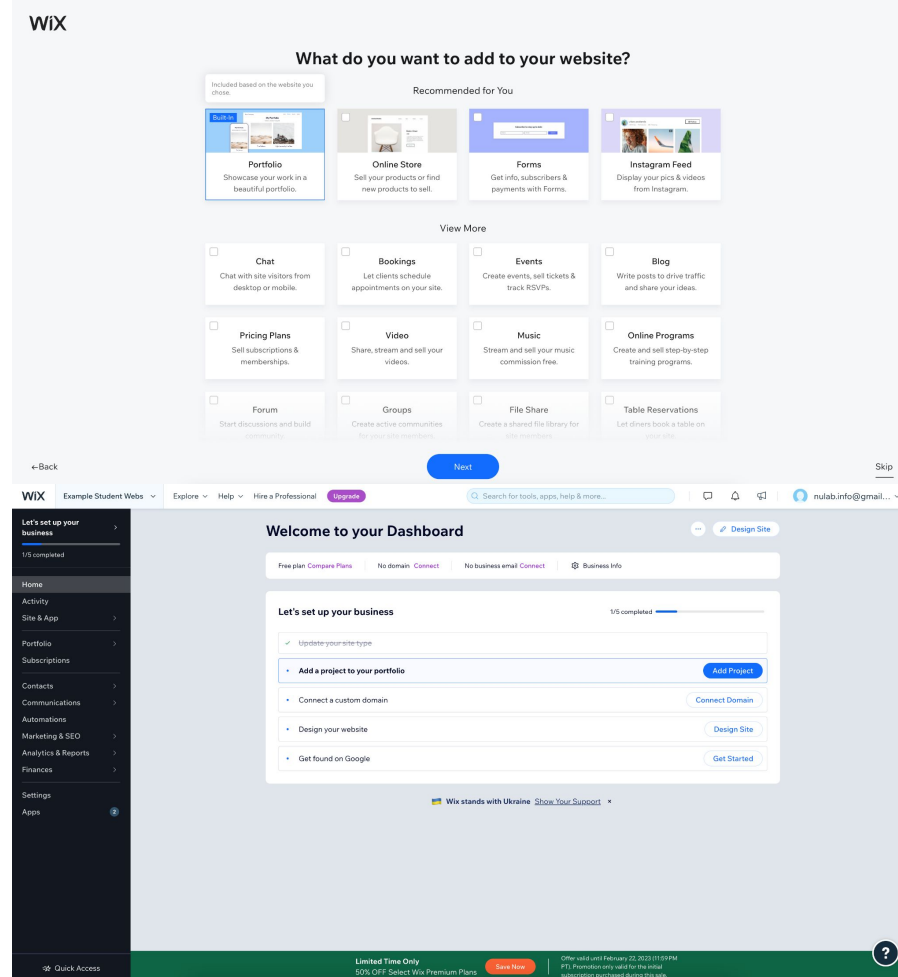 WiX
What do you want to add to your website?
Included based on the website you
chose.
Recommended for You
Built-In
Portfolio
Showcase your work in a
beautiful portfolio.
Online Store
Sell your products or find
new products to sell.
Forms
Get info, subscribers &
payments with Forms.
Instagram Feed
Display your pics & videos
from Instagram.
View More
Chat
Chat with site visitors from
desktop or mobile.
Bookings
Let clients schedule
appointments on your site.
Events
Create events, sell tickets &
track RSVPs.
Blog
Write posts to drive traffic
and share your ideas.
Pricing Plans
Sell subscriptions &
memberships.
Video
Share, stream and sell your
videos.
Music
Stream and sell your music
commission free.
Online Programs
Create and sell step-by-step
training programs.
Forum
Start discussions and build
community.
Groups
Create active communities
for your site members.
File Share
Create a shared file library for
site members.
Table Reservations
Let diners book a table on
your site.
←Back
Next
Skip
WiX
Example Student Webs
Explore
Help
Hire a Professional
Upgrade
Search for tools, apps, help & more...
nulab.info@gmail...
Let's set up your
business
1/5 completed
Home
Activity
Site & App
Portfolio
Subscriptions
Contacts
Communications
Automations
Marketing & SEO
Analytics & Reports
Finances
Settings
Apps 2
Quick Access
Welcome to your Dashboard
... Design Site
Free plan Compare Plans
No domain Connect
No business email Connect
Business Info
Let's set up your business
1/5 completed
Update your site type
Add a project to your portfolio
Add Project
Connect a custom domain
Connect Domain
Design your website
Design Site
Get found on Google
Get Started
Wix stands with Ukraine Show Your Support ×
Limited Time Only
50% OFF Select Wix Premium Plans
Save Now
Offer valid until February 22, 2023 (11:59 PM
PT). Promotion only valid for the initial
subscription purchased during this sale.
?